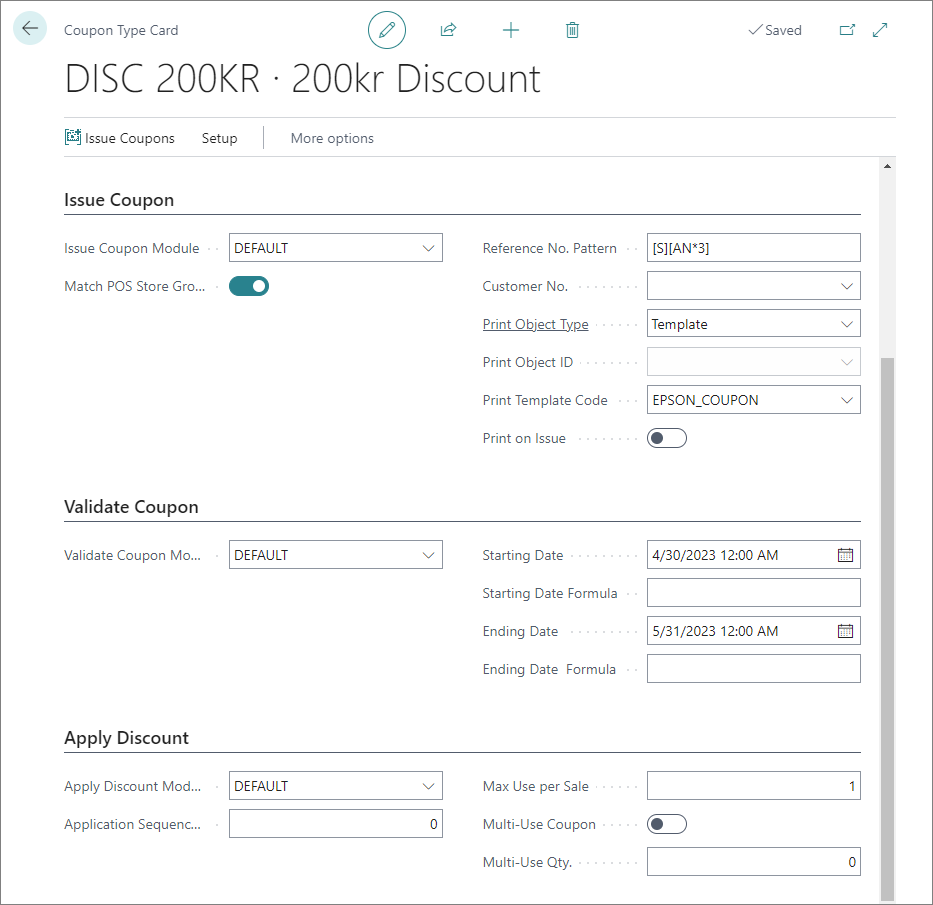 Coupon Type Card
Saved
DISC 200KR · 200kr Discount
Issue Coupons Setup More options
Issue Coupon
Issue Coupon Module DEFAULT
Match POS Store Gro...
Reference No. Pattern [S][AN*3]
Customer No.
Print Object Type Template
Print Object ID
Print Template Code EPSON_COUPON
Print on Issue
Validate Coupon
Validate Coupon Mo... DEFAULT
Starting Date 4/30/2023 12:00 AM
Starting Date Formula
Ending Date 5/31/2023 12:00 AM
Ending Date  Formula
Apply Discount
Apply Discount Mod... DEFAULT
Application Sequenc... 0
Max Use per Sale 1
Multi-Use Coupon
Multi-Use Qty. 0